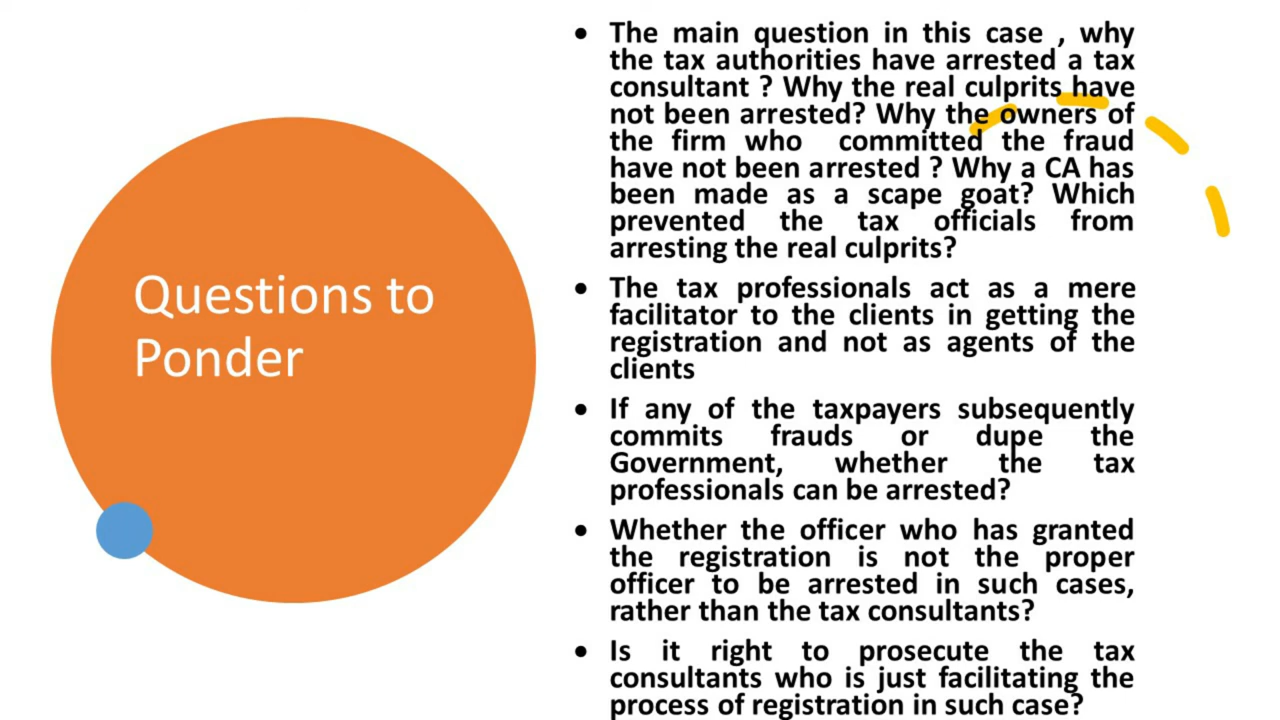 Questions to
Ponder
• The main question in this case , why
the tax authorities have arrested a tax
consultant ? Why the real culprits have
not been arrested? Why the owners of
the firm who committed the fraud
have not been arrested ? Why a CA has
been made as a scape goat? Which
prevented the tax officials from
arresting the real culprits?
• The tax professionals act as a mere
facilitator to the clients in getting the
registration and not as agents of the
clients
• If any of the taxpayers subsequently
commits frauds or dupe the
Government, whether the tax
professionals can be arrested?
• Whether the officer who has granted
the registration is not the proper
officer to be arrested in such cases,
rather than the tax consultants?
• Is it right to prosecute the tax
consultants who is just facilitating the
process of registration in such case?